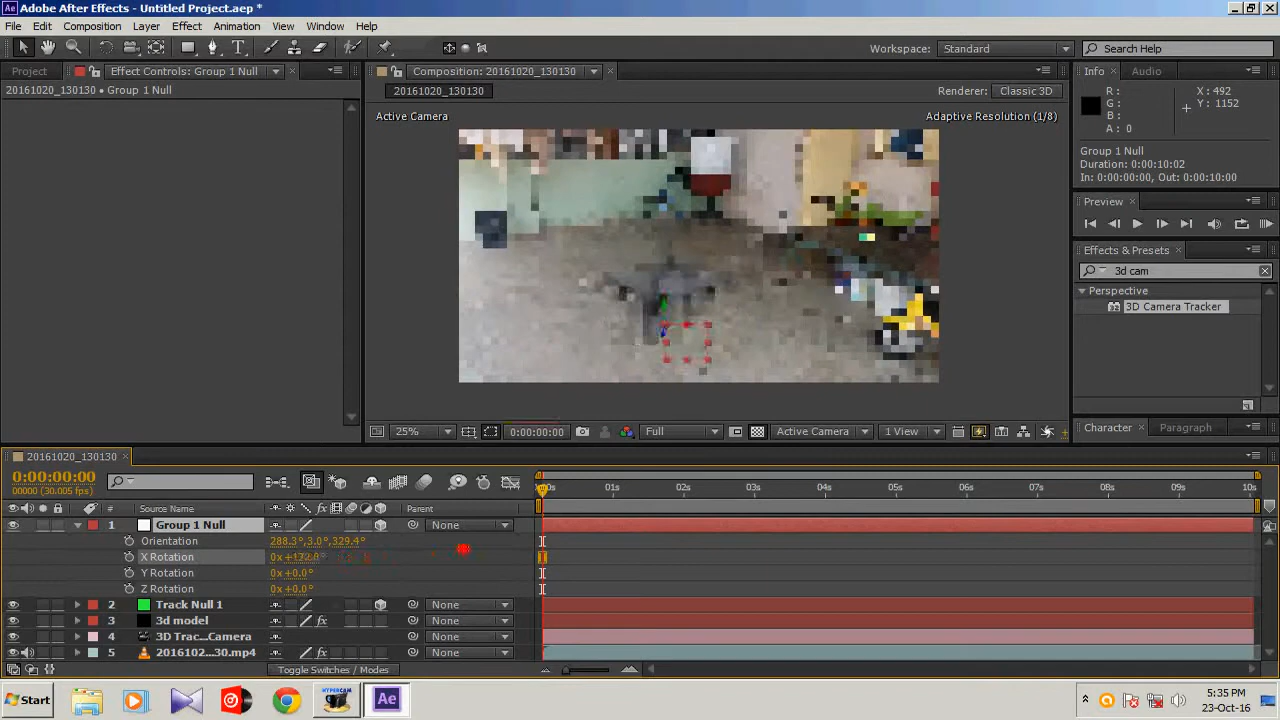 Adobe After Effects - Untitled Project.aep *
File Edit Composition Layer Effect Animation View Window Help
Workspace: Standard Search Help
Project Effect Controls: Group 1 Null Composition: 20161020_130130 Info Audio
20161020_130130 • Group 1 Null 20161020_130130 Renderer: Classic 3D
Active Camera Adaptive Resolution (1/8)
R : X : 492
G : Y : 1152
B :
A : 0
Group 1 Null
Duration: 0:00:10:02
In: 0:00:00:00, Out: 0:00:10:00
Preview
Effects & Presets
3d cam
Perspective
3D Camera Tracker
25% 0:00:00:00 Full Active Camera 1 View Character Paragraph
20161020_130130
0:00:00:00
00000 (30.005 fps)
01s 02s 03s 04s 05s 06s 07s 08s 09s
# Source Name Parent
1 Group 1 Null None
Orientation 288.3°,3.0°,329.4°
X Rotation
Y Rotation 0x +0.0°
Z Rotation 0x +0.0°
2 Track Null 1 None
3 3d model fx None
4 3D Trac...Camera None
5 2016102...30.mp4 fx None
Toggle Switches / Modes
Start HYPERCAM Ae 5:35 PM
23-Oct-16